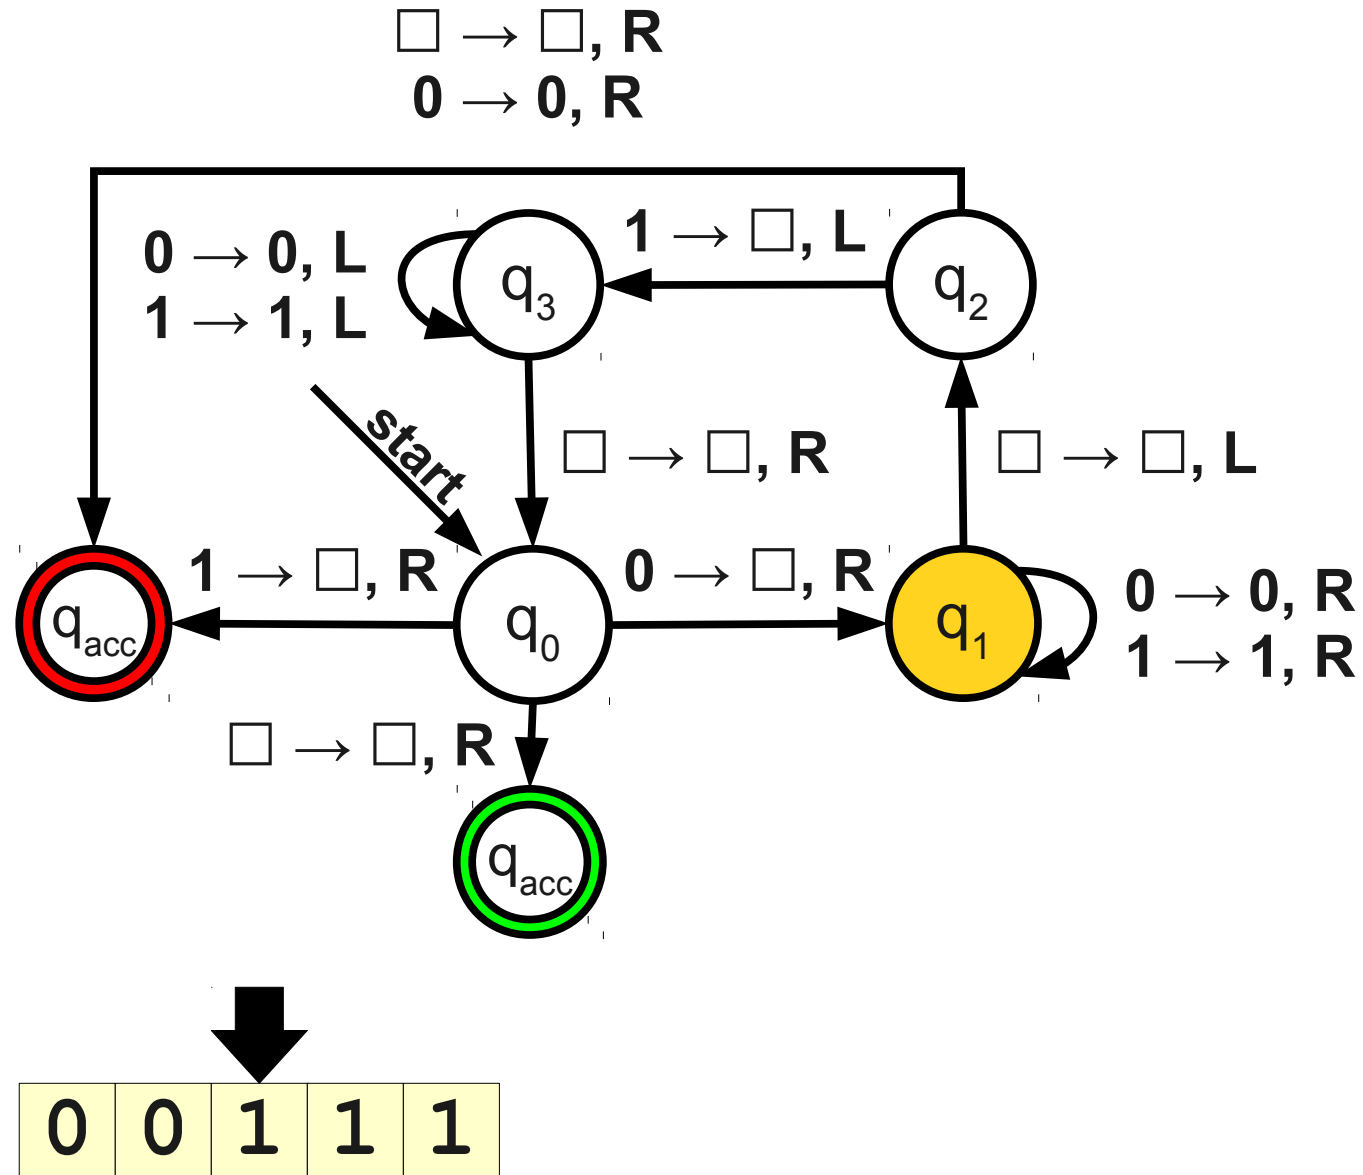 □ → □, R
0 → 0, R
0 → 0, L
1 → 1, L
q3
1 → □, L
q2
start
□ → □, R
□ → □, L
qacc
1 → □, R
q0
0 → □, R
q1
0 → 0, R
1 → 1, R
□ → □, R
qacc
0 0 1 1 1